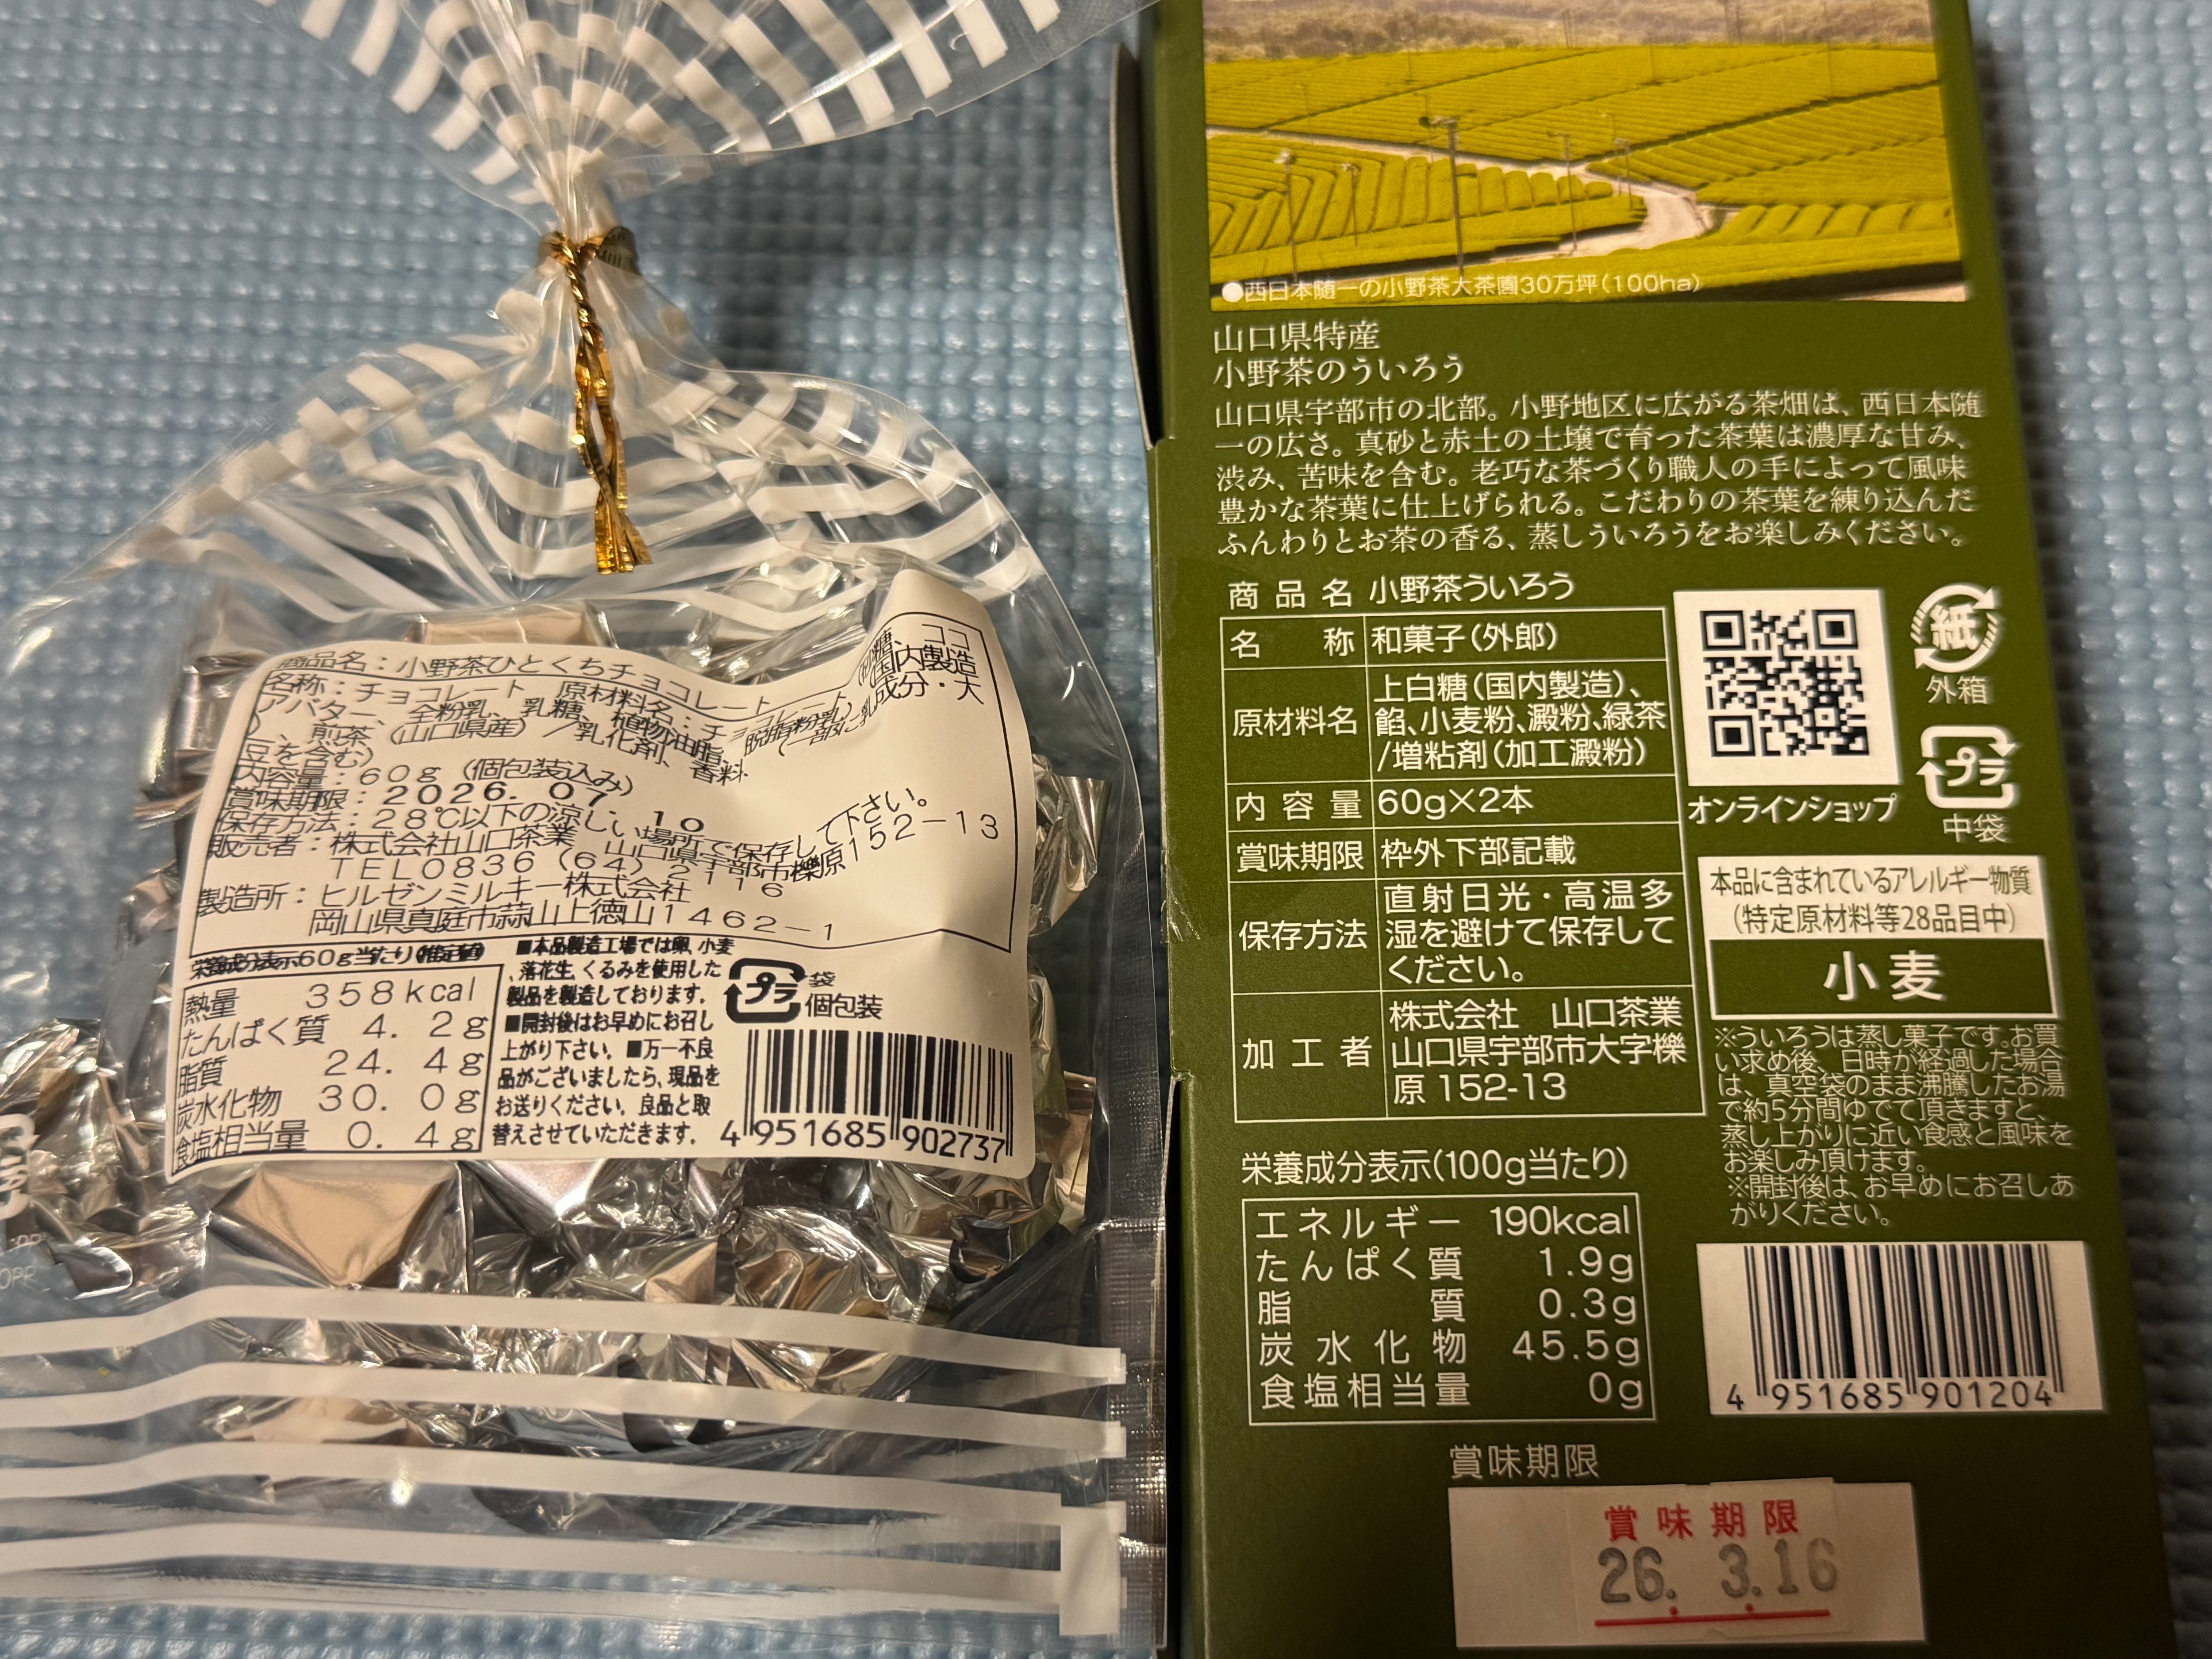 商品名：小野茶ひとくちチョコレート
名称：チョコレート 原材料名：チョコレート(砂糖、ココ
アバター、全粉乳、乳糖、植物油脂、脱脂粉乳)(国内製造
)、煎茶(山口県産)／乳化剤、香料 (一部に乳成分・大
豆を含む)
内容量：60g(個包装込み)
賞味期限：2026.07.10
保存方法：28℃以下の涼しい場所で保存して下さい。
販売者：株式会社山口茶業 山口県宇部市櫟原152-13
TEL0836(64)2116
製造所：ヒルゼンミルキー株式会社
岡山県真庭市蒜山上徳山1462-1
栄養成分表示60g当たり(推定値)
熱量 358kcal
たんぱく質 4.2g
脂質 24.4g
炭水化物 30.0g
食塩相当量 0.4g
■本品製造工場では卵、小麦
、落花生、くるみを使用した
製品を製造しております。
■開封後はお早めにお召し
上がり下さい。■万一不良
品がございましたら、現品を
お送りください。良品と取
替えさせていただきます。
プラ
袋
個包装
4 951685 902737
●西日本随一の小野茶大茶園30万坪(100ha)
山口県特産
小野茶のういろう
山口県宇部市の北部。小野地区に広がる茶畑は、西日本随
一の広さ。真砂と赤土の土壌で育った茶葉は濃厚な甘み、
渋み、苦味を含む。老巧な茶づくり職人の手によって風味
豊かな茶葉に仕上げられる。こだわりの茶葉を練り込んだ
ふんわりとお茶の香る、蒸しういろうをお楽しみください。
商品名 小野茶ういろう
名称 和菓子(外郎)
原材料名 上白糖(国内製造)、
餡、小麦粉、澱粉、緑茶
/増粘剤(加工澱粉)
内容量 60g×2本
賞味期限 枠外下部記載
保存方法 直射日光・高温多
湿を避けて保存して
ください。
加工者 株式会社 山口茶業
山口県宇部市大字櫟
原152-13
紙
外箱
プラ
中袋
オンラインショップ
本品に含まれているアレルギー物質
(特定原材料等28品目中)
小麦
※ういろうは蒸し菓子です。お買
い求め後、日時が経過した場合
は、真空袋のまま沸騰したお湯
で約5分間ゆでて頂きますと、
蒸し上がりに近い食感と風味を
お楽しみ頂けます。
※開封後は、お早めにお召しあ
がりください。
栄養成分表示(100g当たり)
エネルギー 190kcal
たんぱく質 1.9g
脂質 0.3g
炭水化物 45.5g
食塩相当量 0g
4 951685 901204
賞味期限
賞味期限
26. 3.16